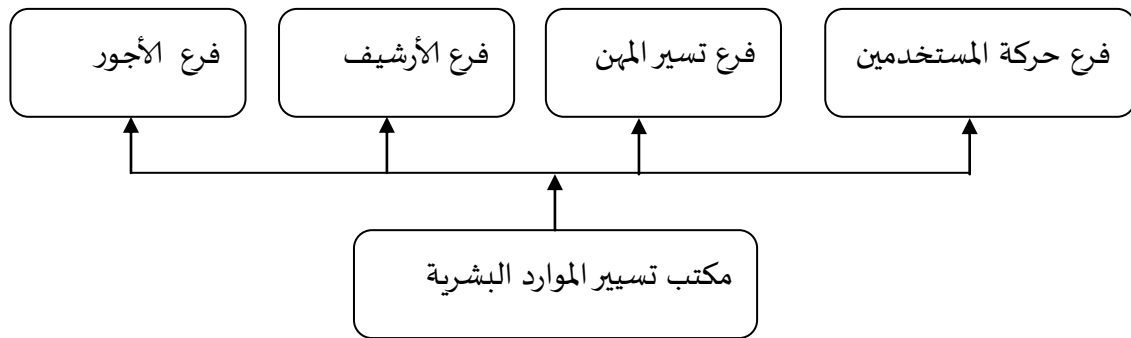 فرع حركة المستخدمين
فرع تسير المهن
فرع الأرشيف
فرع الأجور
مكتب تسيير الموارد البشرية